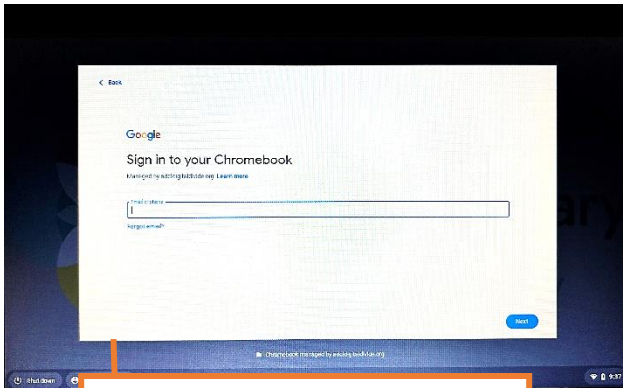 Back
Google
Sign in to your Chromebook
Managed by Learn more
Email or phone
Forgot email?
Next
ary
Chromebook managed by
Shut down
9:37